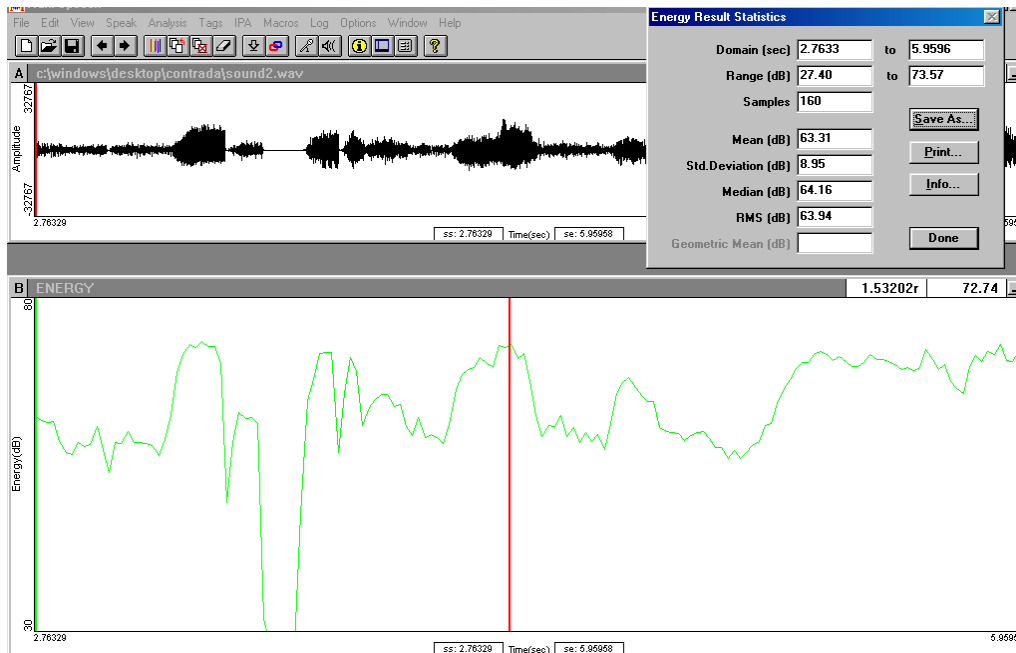 File Edit View Speak Analysis Tags IPA Macros Log Options Window Help
A c:\windows\desktop\contrada\sound2.wav
32767
Amplitude
-32767
2.76329
ss: 2.76329 Time(sec) se: 5.95958
Energy Result Statistics
Domain (sec) 2.7633 to 5.9596
Range (dB) 27.40 to 73.57
Samples 160
Mean (dB) 63.31
Std.Deviation (dB) 8.95
Median (dB) 64.16
RMS (dB) 63.94
Geometric Mean (dB)
Save As...
Print...
Info...
Done
B ENERGY 1.53202r 72.74
80
Energy(dB)
30
2.76329 5.9595
ss: 2.76329 Time(sec) se: 5.95958